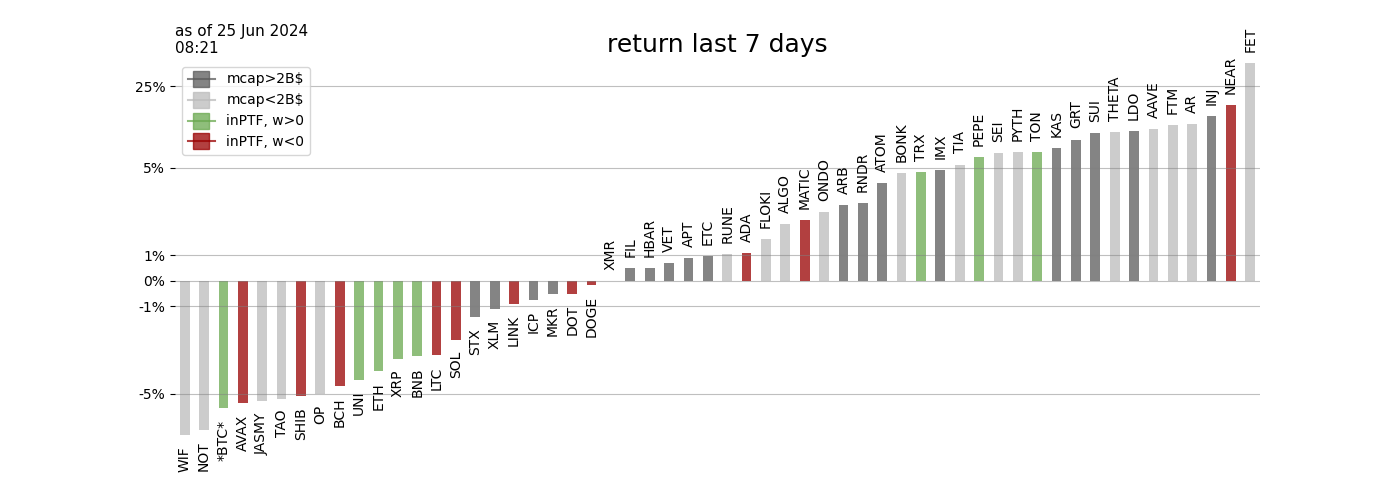 as of 25 Jun 2024
08:21
return last 7 days
mcap>2B$
mcap<2B$
inPTF, w>0
inPTF, w<0
25%
5%
1%
0%
-1%
-5%
WIF
NOT
*BTC*
AVAX
JASMY
TAO
SHIB
OP
BCH
UNI
ETH
XRP
BNB
LTC
SOL
STX
XLM
LINK
ICP
MKR
DOT
DOGE
XMR
FIL
HBAR
VET
APT
ETC
RUNE
ADA
FLOKI
ALGO
MATIC
ONDO
ARB
RNDR
ATOM
BONK
TRX
IMX
TIA
PEPE
SEI
PYTH
TON
KAS
GRT
SUI
THETA
LDO
AAVE
FTM
AR
INJ
NEAR
FET